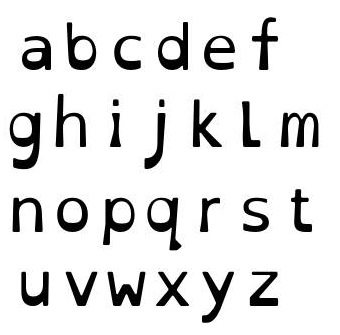 abcdef
ghijklm
nopqrst
uvwxyz